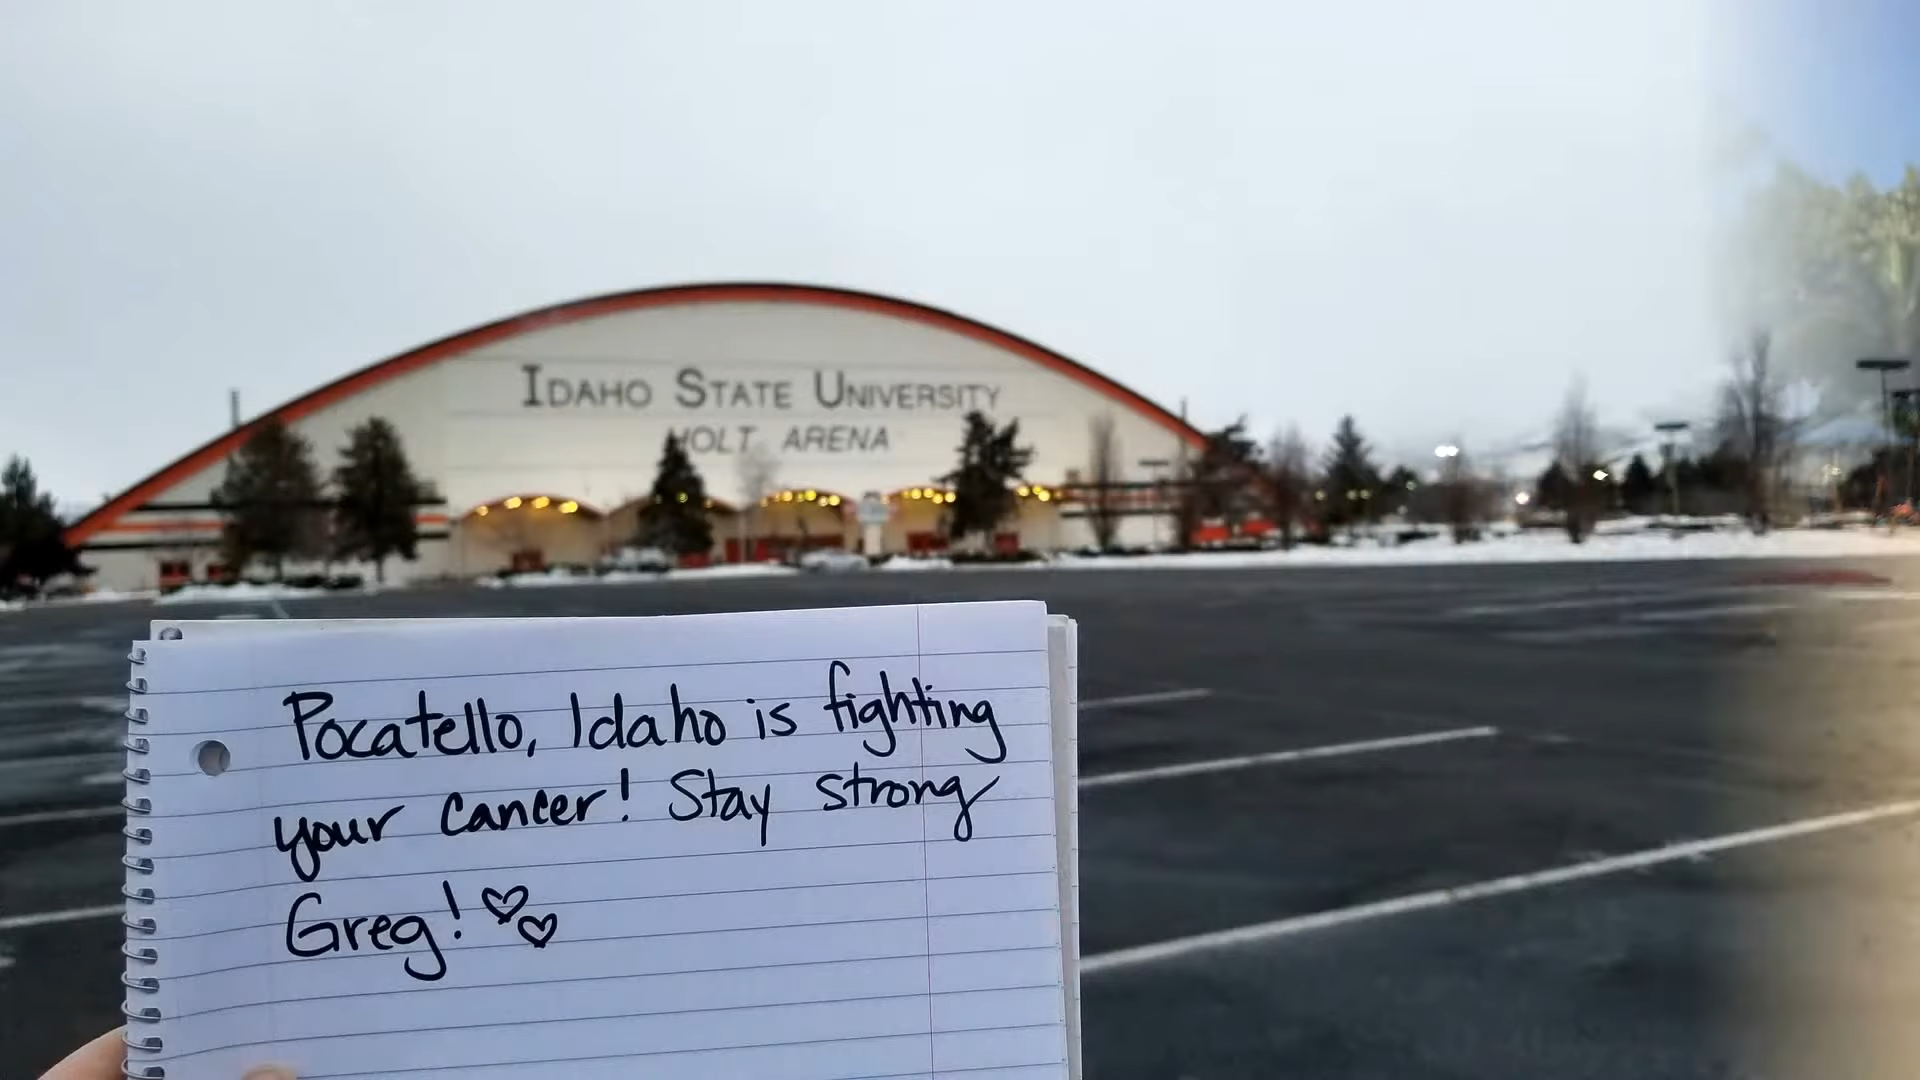 IDAHO STATE UNIVERSITY
HOLT ARENA
Pocatello, Idaho is fighting
your cancer! Stay strong
Greg!